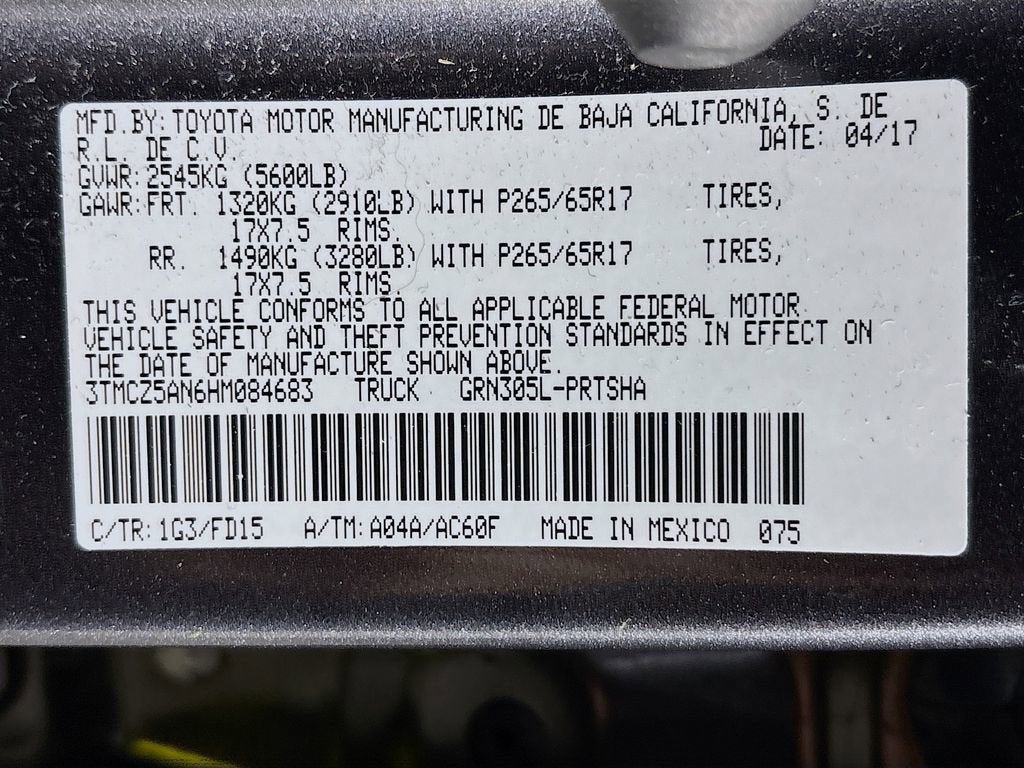 MFD.BY:TOYOTA MOTOR MANUFACTURING DE BAJA CALIFORNIA, S. DE
R.L. DE C.V. DATE: 04/17
GVWR:2545KG (5600LB)
GAWR:FRT. 1320KG (2910LB) WITH P265/65R17 TIRES,
17X7.5 RIMS.
RR. 1490KG (3280LB) WITH P265/65R17 TIRES,
17X7.5 RIMS.
THIS VEHICLE CONFORMS TO ALL APPLICABLE FEDERAL MOTOR
VEHICLE SAFETY AND THEFT PREVENTION STANDARDS IN EFFECT ON
THE DATE OF MANUFACTURE SHOWN ABOVE.
3TMCZ5AN6HM084683 TRUCK GRN305L-PRTSHA
C/TR:1G3/FD15 A/TM:A04A/AC60F MADE IN MEXICO 075